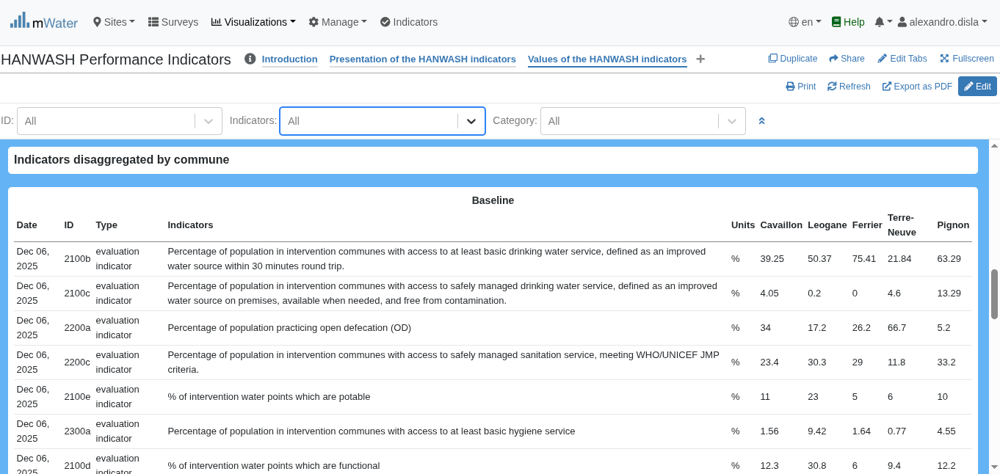 mWater Sites Surveys Visualizations Manage Indicators en Help alexandro.disla
HANWASH Performance Indicators Introduction Presentation of the HANWASH indicators Values of the HANWASH indicators Duplicate Share Edit Tabs Fullscreen
Print Refresh Export as PDF Edit
ID: All Indicators: All Category: All
Indicators disaggregated by commune
Baseline
Date ID Type Indicators Units Cavaillon Leogane Ferrier Terre-Neuve Pignon
Dec 06, 2025 2100b evaluation indicator Percentage of population in intervention communes with access to at least basic drinking water service, defined as an improved water source within 30 minutes round trip. % 39.25 50.37 75.41 21.84 63.29
Dec 06, 2025 2100c evaluation indicator Percentage of population in intervention communes with access to safely managed drinking water service, defined as an improved water source on premises, available when needed, and free from contamination. % 4.05 0.2 0 4.6 13.29
Dec 06, 2025 2200a evaluation indicator Percentage of population practicing open defecation (OD) % 34 17.2 26.2 66.7 5.2
Dec 06, 2025 2200c evaluation indicator Percentage of population in intervention communes with access to safely managed sanitation service, meeting WHO/UNICEF JMP criteria. % 23.4 30.3 29 11.8 33.2
Dec 06, 2025 2100e evaluation indicator % of intervention water points which are potable % 11 23 5 6 10
Dec 06, 2025 2300a evaluation indicator Percentage of population in intervention communes with access to at least basic hygiene service % 1.56 9.42 1.64 0.77 4.55
Dec 06, 2025 2100d evaluation indicator % of intervention water points which are functional % 12.3 30.8 6 9.4 12.2